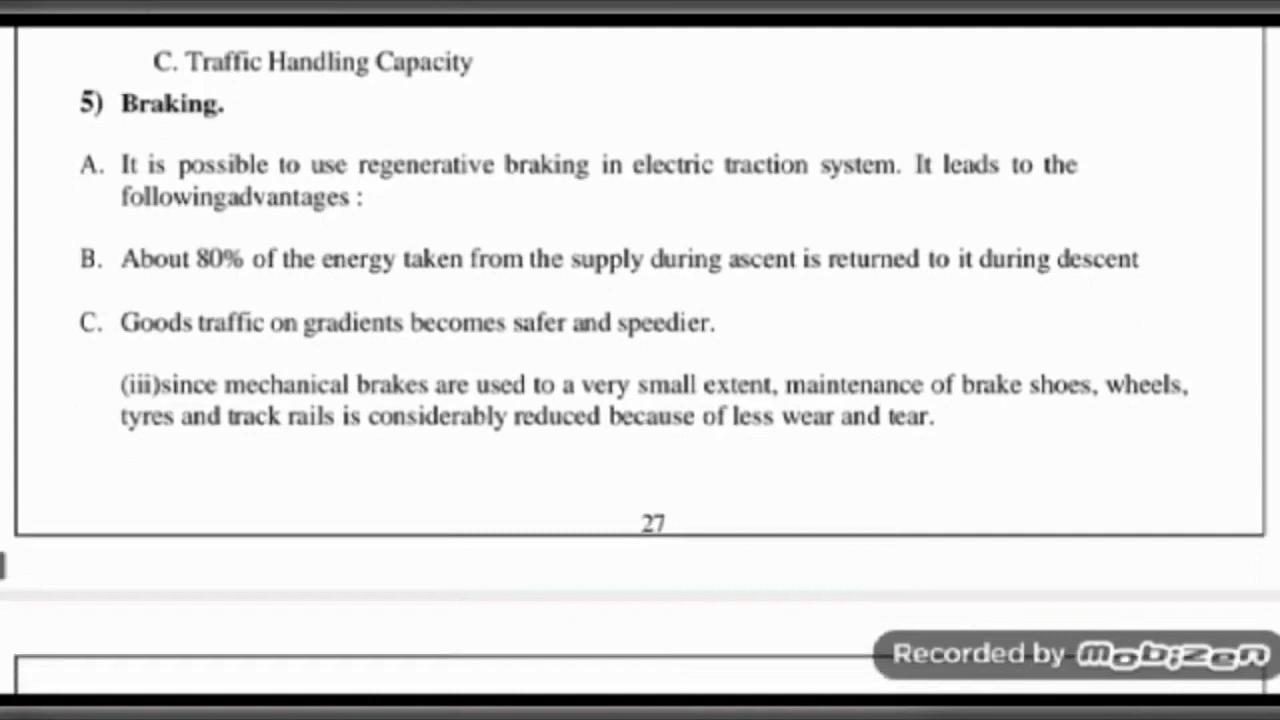 C. Traffic Handling Capacity
5) Braking.
A. It is possible to use regenerative braking in electric traction system. It leads to the
followingadvantages :
B. About 80% of the energy taken from the supply during ascent is returned to it during descent
C. Goods traffic on gradients becomes safer and speedier.
(iii)since mechanical brakes are used to a very small extent, maintenance of brake shoes, wheels,
tyres and track rails is considerably reduced because of less wear and tear.
27
Recorded by mobizen